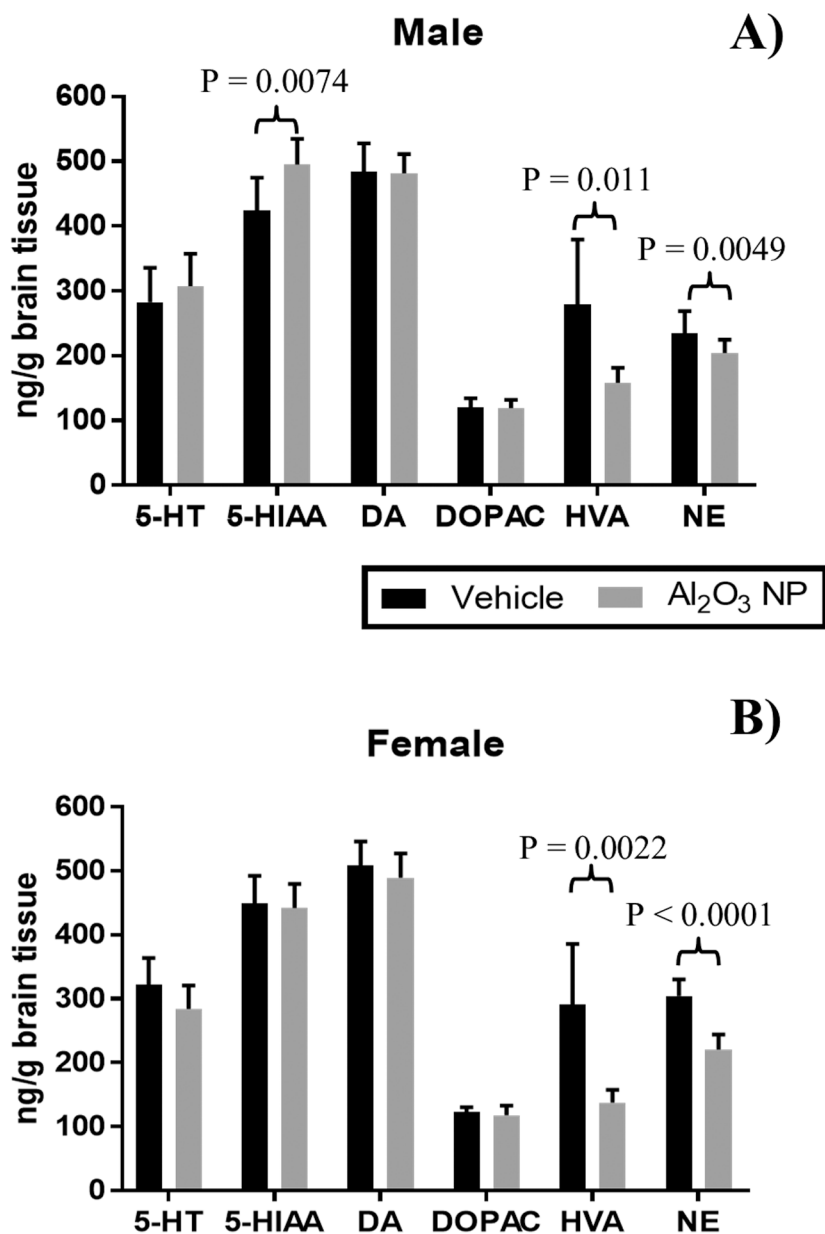 Male
A)
P = 0.0074
600
500
P = 0.011
400
P = 0.0049
300
200
100
0
ng/g brain tissue
5-HT 5-HIAA DA DOPAC HVA NE
Vehicle Al₂O₃ NP
B)
Female
600
P = 0.0022
500
P < 0.0001
400
300
200
100
0
ng/g brain tissue
5-HT 5-HIAA DA DOPAC HVA NE